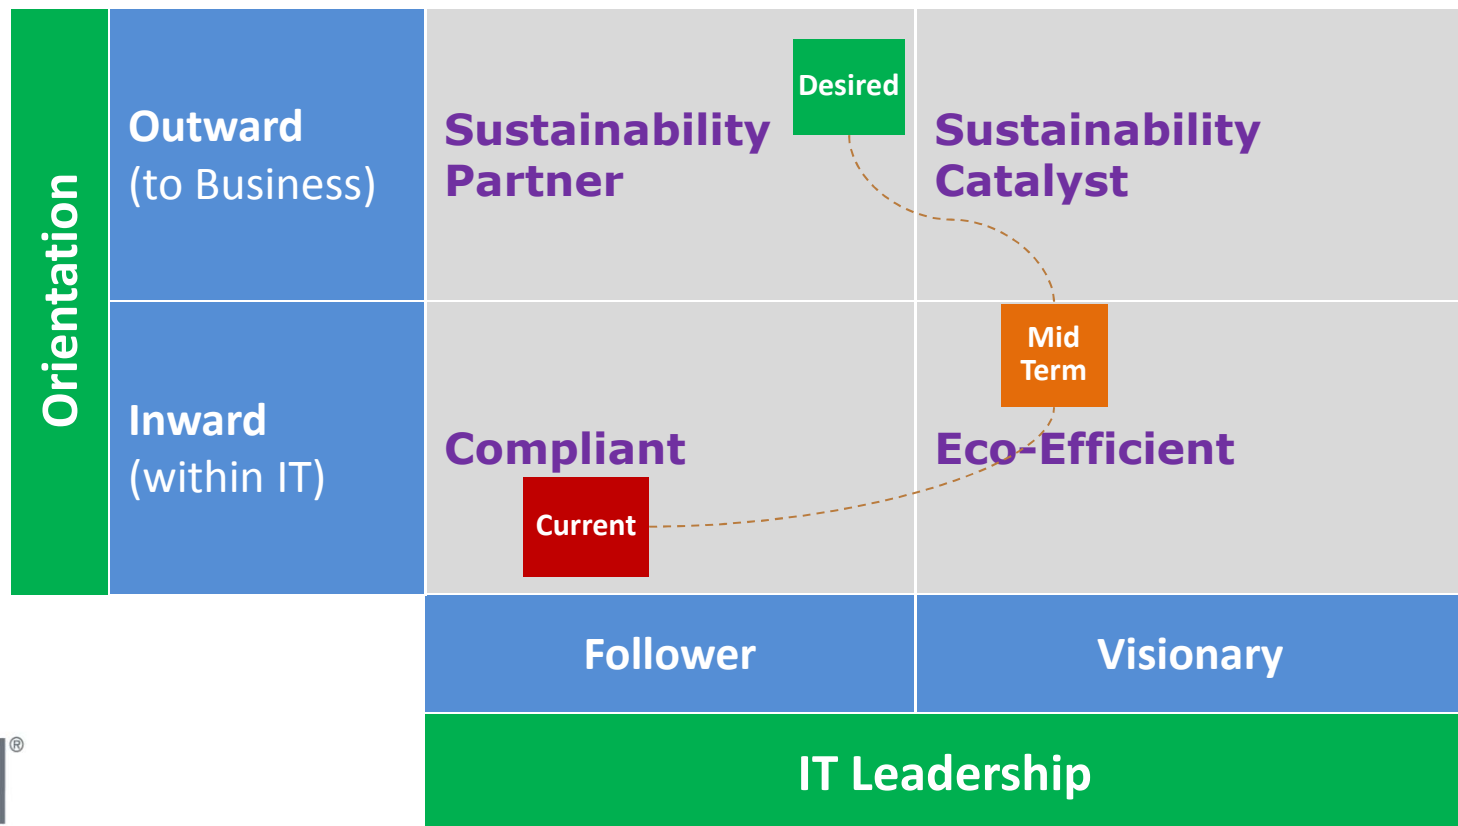 Orientation
Outward
(to Business)
Sustainability
Partner
Desired
Sustainability
Catalyst
Inward
(within IT)
Compliant
Current
Mid
Term
Eco-Efficient
Follower
Visionary
IT Leadership
®